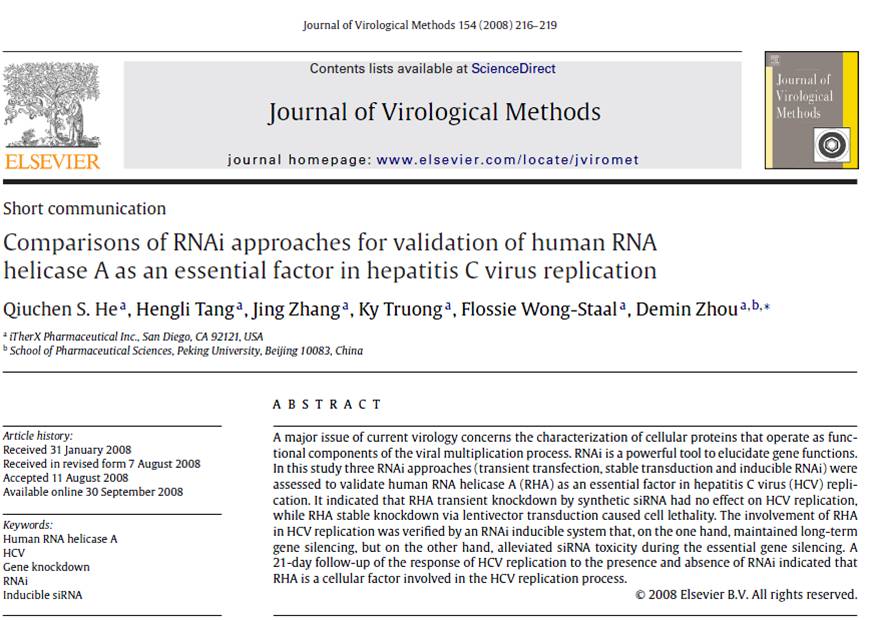 Journal of Virological Methods 154 (2008) 216–219
Contents lists available at ScienceDirect
Journal of Virological Methods
journal homepage: www.elsevier.com/locate/jviromet
ELSEVIER
Journal of
Virological
Methods
Short communication
Comparisons of RNAi approaches for validation of human RNA
helicase A as an essential factor in hepatitis C virus replication
Qiuchen S. He a, Hengli Tang a, Jing Zhang a, Ky Truong a, Flossie Wong-Staal a, Demin Zhou a,b,*
a iTherX Pharmaceutical Inc., San Diego, CA 92121, USA
b School of Pharmaceutical Sciences, Peking University, Beijing 10083, China
Article history:
Received 31 January 2008
Received in revised form 7 August 2008
Accepted 11 August 2008
Available online 30 September 2008
Keywords:
Human RNA helicase A
HCV
Gene knockdown
RNAi
Inducible siRNA
ABSTRACT
A major issue of current virology concerns the characterization of cellular proteins that operate as func-
tional components of the viral multiplication process. RNAi is a powerful tool to elucidate gene functions.
In this study three RNAi approaches (transient transfection, stable transduction and inducible RNAi) were
assessed to validate human RNA helicase A (RHA) as an essential factor in hepatitis C virus (HCV) repli-
cation. It indicated that RHA transient knockdown by synthetic siRNA had no effect on HCV replication,
while RHA stable knockdown via lentivector transduction caused cell lethality. The involvement of RHA
in HCV replication was verified by an RNAi inducible system that, on the one hand, maintained long-term
gene silencing, but on the other hand, alleviated siRNA toxicity during the essential gene silencing. A
21-day follow-up of the response of HCV replication to the presence and absence of RNAi indicated that
RHA is a cellular factor involved in the HCV replication process.
© 2008 Elsevier B.V. All rights reserved.